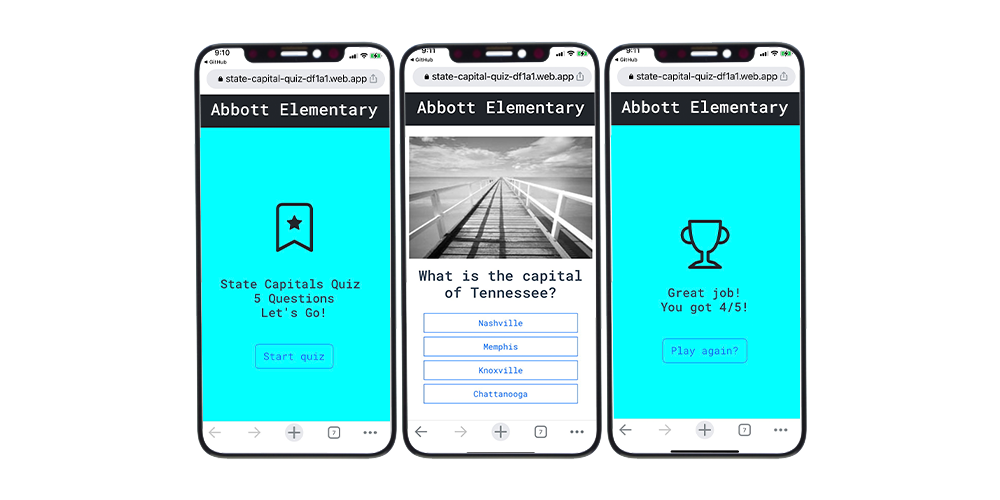 9:10
GitHub
state-capital-quiz-df1a1.web.app
Abbott Elementary
State Capitals Quiz
5 Questions
Let's Go!
Start quiz
7
9:11
GitHub
state-capital-quiz-df1a1.web.app
Abbott Elementary
What is the capital
of Tennessee?
Nashville
Memphis
Knoxville
Chattanooga
7
9:11
GitHub
state-capital-quiz-df1a1.web.app
Abbott Elementary
Great job!
You got 4/5!
Play again?
7